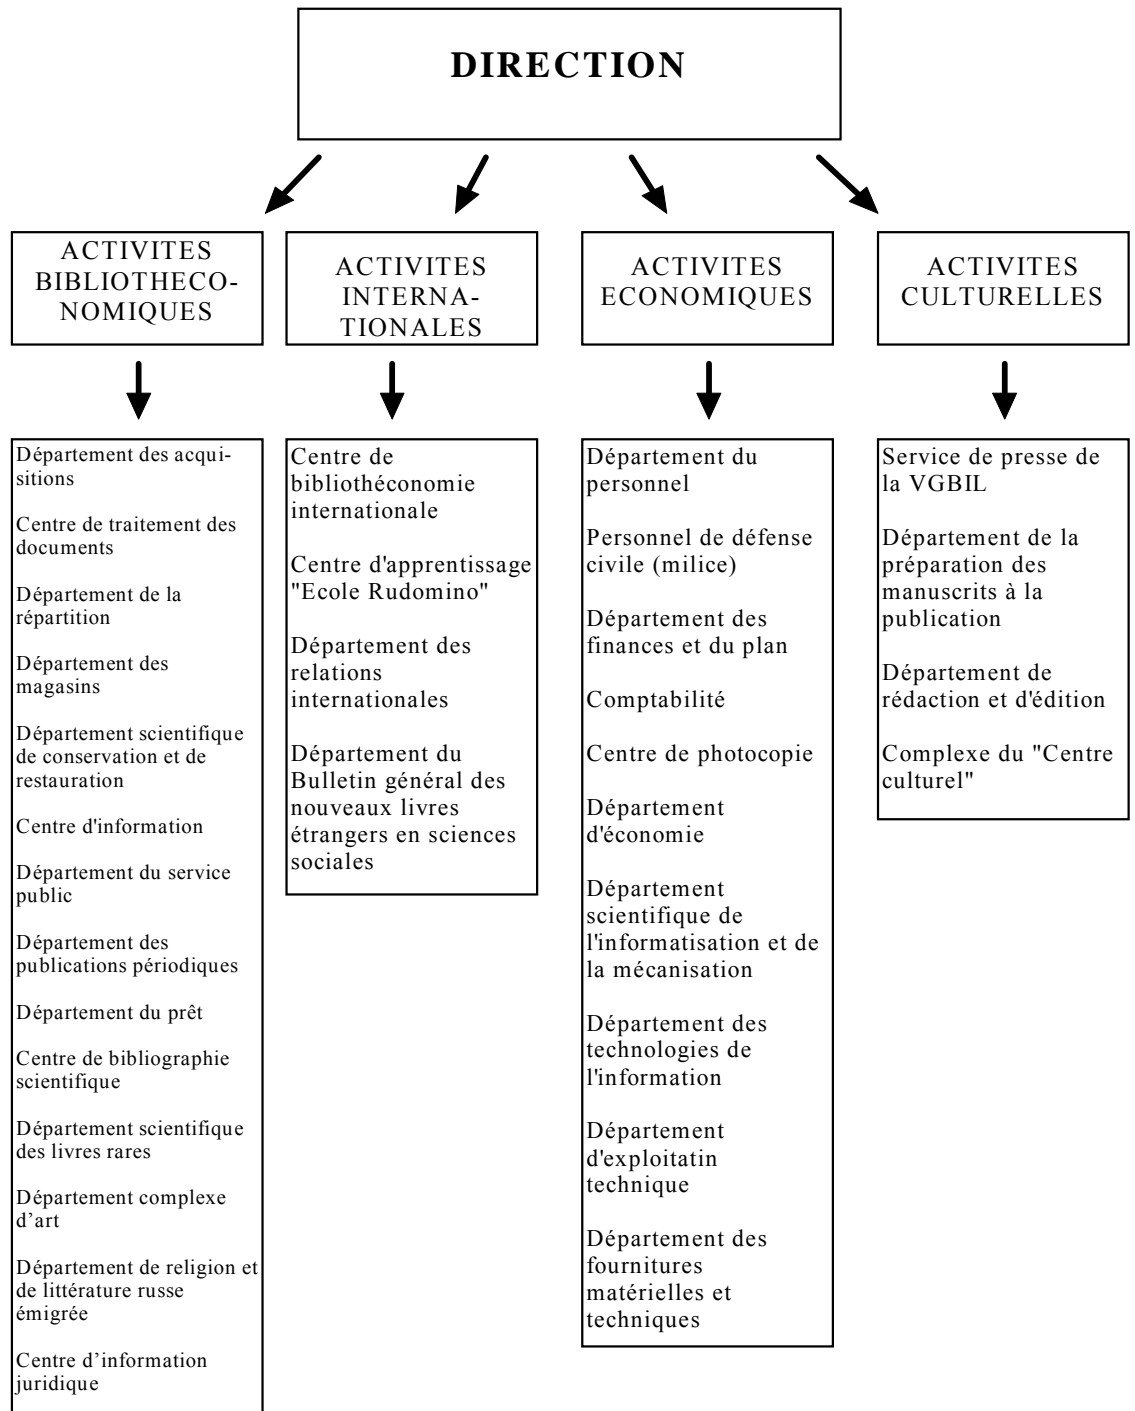 DIRECTION
ACTIVITES
BIBLIOTHECO-
NOMIQUES
ACTIVITES
INTERNA-
TIONALES
ACTIVITES
ECONOMIQUES
ACTIVITES
CULTURELLES
Département des acqui-
sitions
Centre de traitement des
documents
Département de la
répartition
Département des
magasins
Département scientifique
de conservation et de
restauration
Centre d'information
Département du service
public
Département des
publications périodiques
Département du prêt
Centre de bibliographie
scientifique
Département scientifique
des livres rares
Département complexe
d’art
Département de religion et
de littérature russe
émigrée
Centre d’information
juridique
Centre de
bibliothéconomie
internationale
Centre d'apprentissage
"Ecole Rudomino"
Département des
relations
internationales
Département du
Bulletin général des
nouveaux livres
étrangers en sciences
sociales
Département du
personnel
Personnel de défense
civile (milice)
Département des
finances et du plan
Comptabilité
Centre de photocopie
Département
d'économie
Département
scientifique de
l'informatisation et de
la mécanisation
Département des
technologies de
l'information
Département
d'exploitatin
technique
Département des
fournitures
matérielles et
techniques
Service de presse de
la VGBIL
Département de la
préparation des
manuscrits à la
publication
Département de
rédaction et d'édition
Complexe du "Centre
culturel"